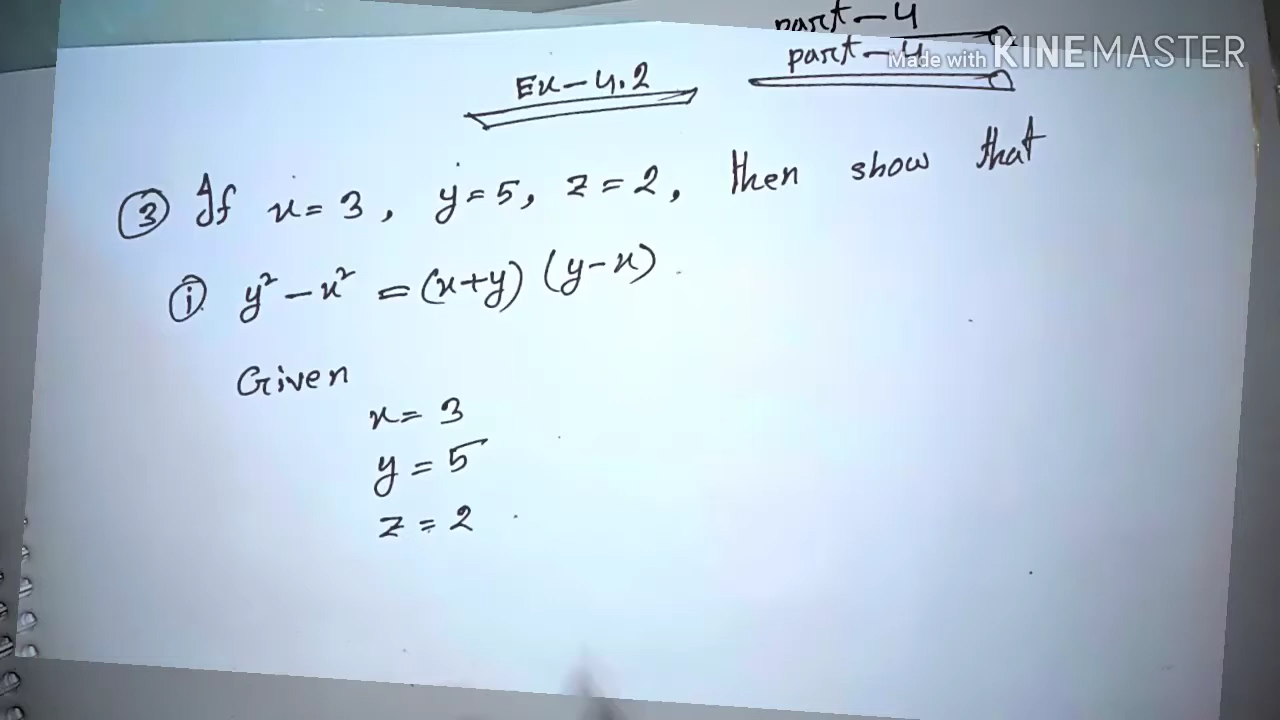 part-4
part-4
Made with KINEMASTER
Ex-4.2
③ If x=3, y=5, z=2, then show that
ⓘ y²-x² = (x+y) (y-x).
Given
x=3
y=5
z=2